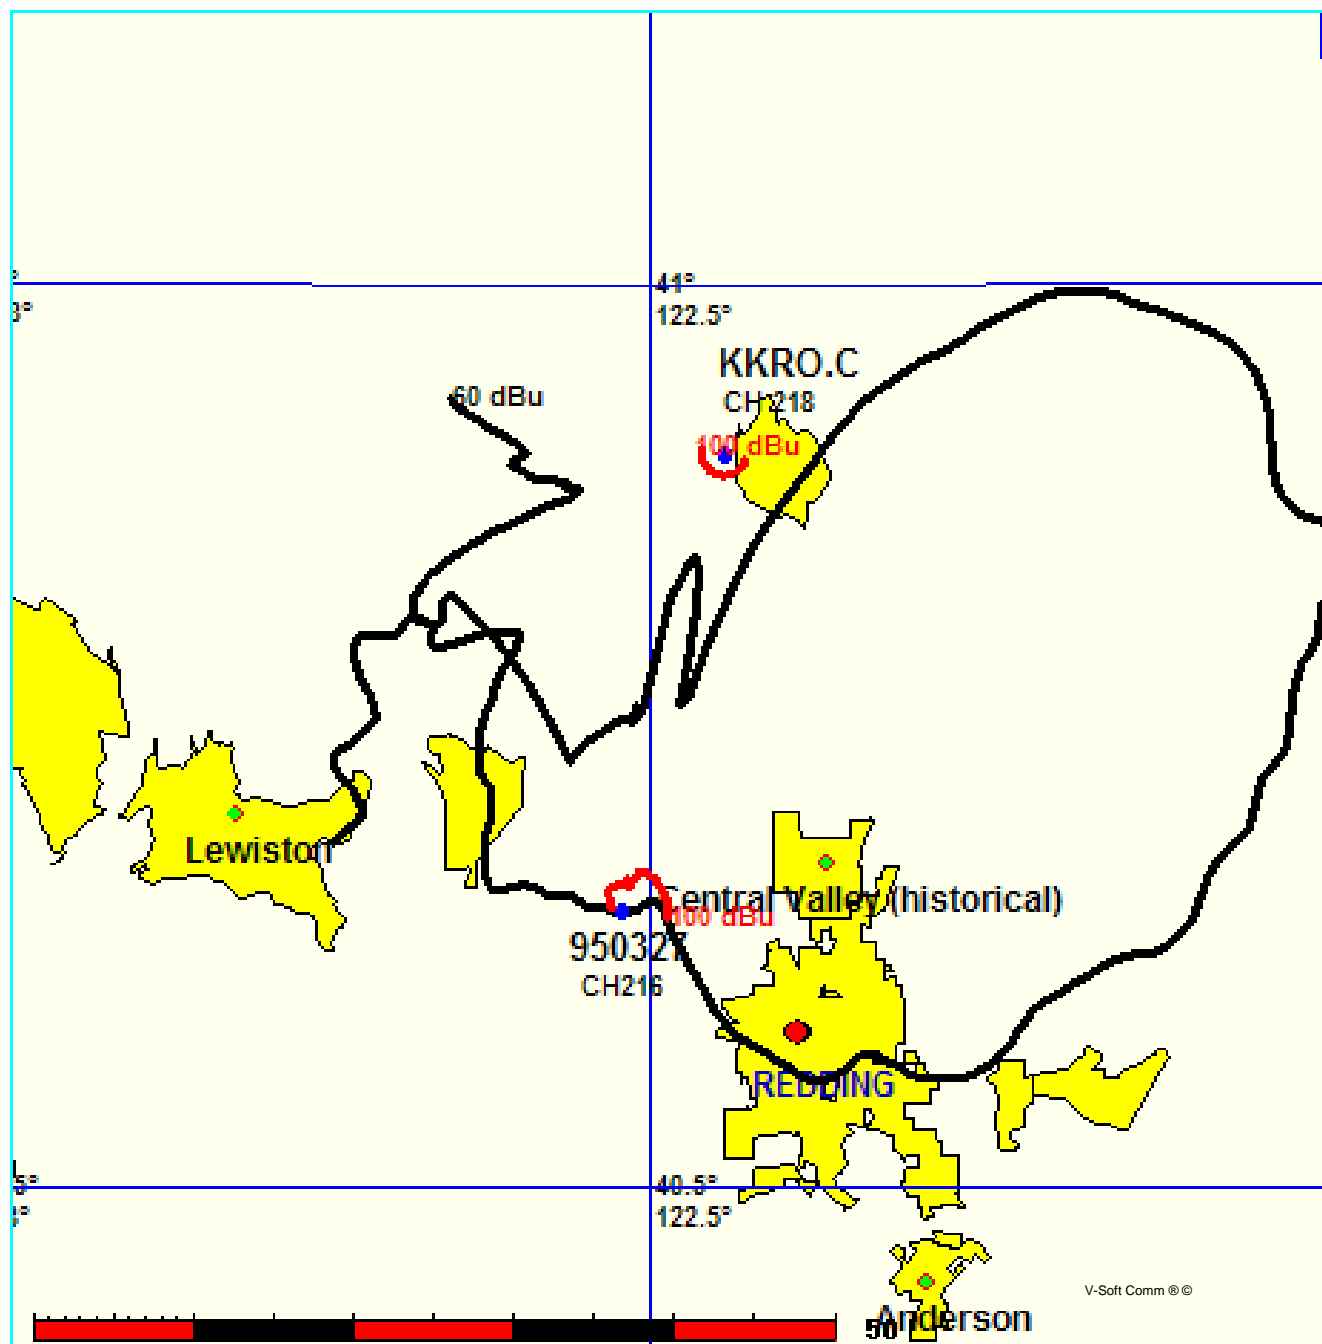 41°
3°
122.5°
KKRO.C
60 dBu
CH 218
100 dBu
Lewiston
Central Valley (historical)
100 dBu
950327
CH216
REDDING
40.5°
122.5°
V-Soft Comm ® ©
Anderson
50